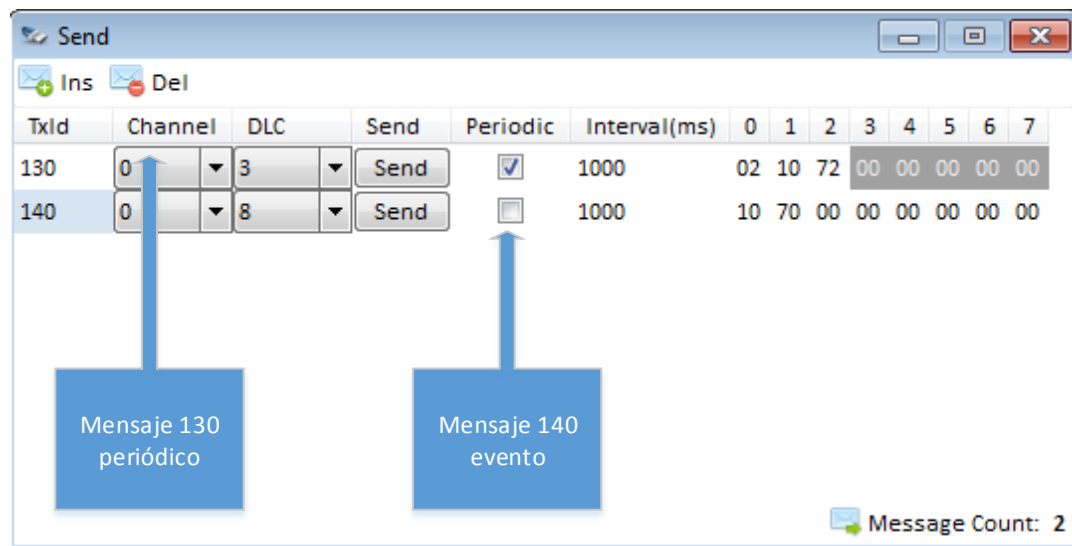 Send
Ins Del
TxId Channel DLC Send Periodic Interval(ms) 0 1 2 3 4 5 6 7
130 0 3 Send 1000 02 10 72 00 00 00 00 00
140 0 8 Send 1000 10 70 00 00 00 00 00 00
Mensaje 130
periódico
Mensaje 140
evento
Message Count: 2